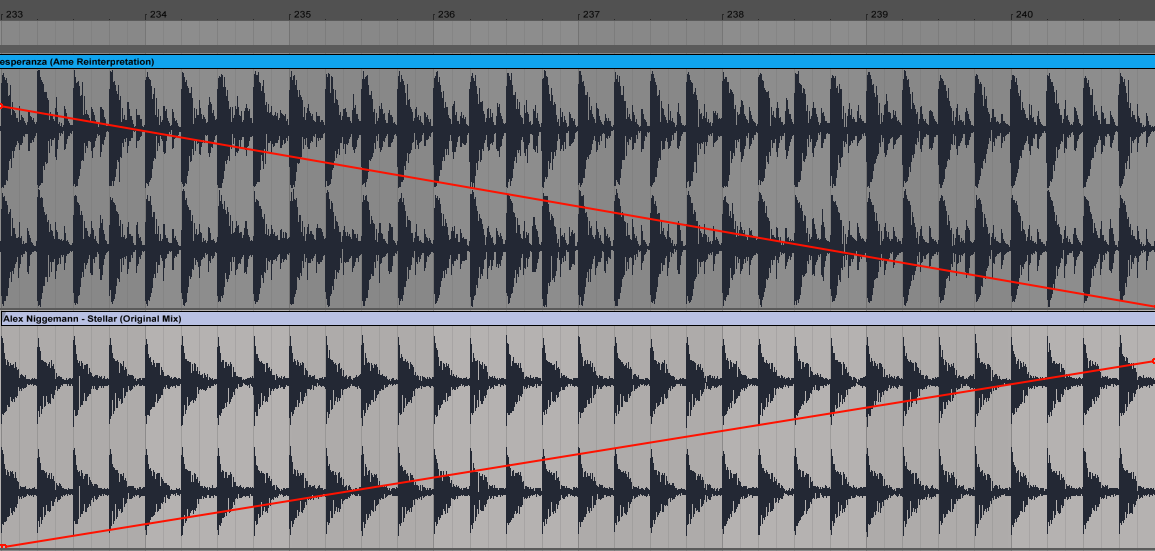 233 234 235 236 237 238 239 240
esperanza (Ame Reinterpretation)
Alex Niggemann - Stellar (Original Mix)